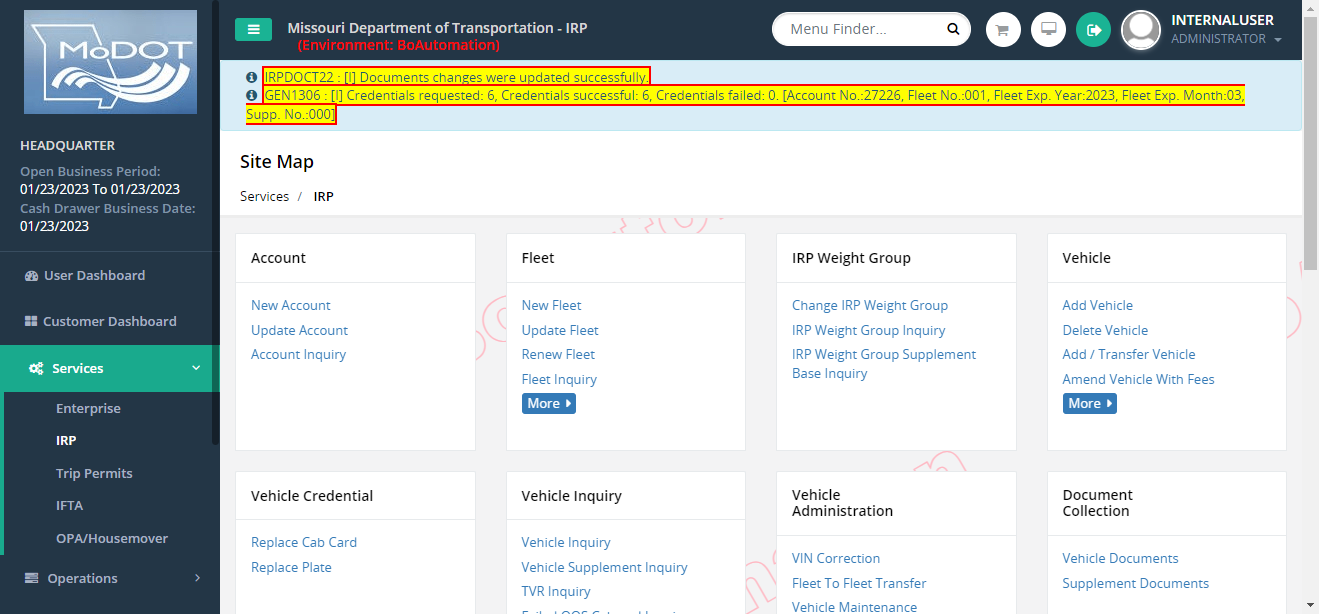 MoDOT
Missouri Department of Transportation - IRP
(Environment: BoAutomation)
Menu Finder...
INTERNALUSER
ADMINISTRATOR
IRPDOCT22 : [I] Documents changes were updated successfully.
GEN1306 : [I] Credentials requested: 6, Credentials successful: 6, Credentials failed: 0. [Account No.:27226, Fleet No.:001, Fleet Exp. Year:2023, Fleet Exp. Month:03,
Supp. No.:000]
HEADQUARTER
Open Business Period:
01/23/2023 To 01/23/2023
Cash Drawer Business Date:
01/23/2023
User Dashboard
Customer Dashboard
Services
Enterprise
IRP
Trip Permits
IFTA
OPA/Housemover
Operations
Site Map
Services / IRP
Account
New Account
Update Account
Account Inquiry
Fleet
New Fleet
Update Fleet
Renew Fleet
Fleet Inquiry
More
IRP Weight Group
Change IRP Weight Group
IRP Weight Group Inquiry
IRP Weight Group Supplement
Base Inquiry
Vehicle
Add Vehicle
Delete Vehicle
Add / Transfer Vehicle
Amend Vehicle With Fees
More
Vehicle Credential
Replace Cab Card
Replace Plate
Vehicle Inquiry
Vehicle Inquiry
Vehicle Supplement Inquiry
TVR Inquiry
Vehicle
Administration
VIN Correction
Fleet To Fleet Transfer
Vehicle Maintenance
Document
Collection
Vehicle Documents
Supplement Documents